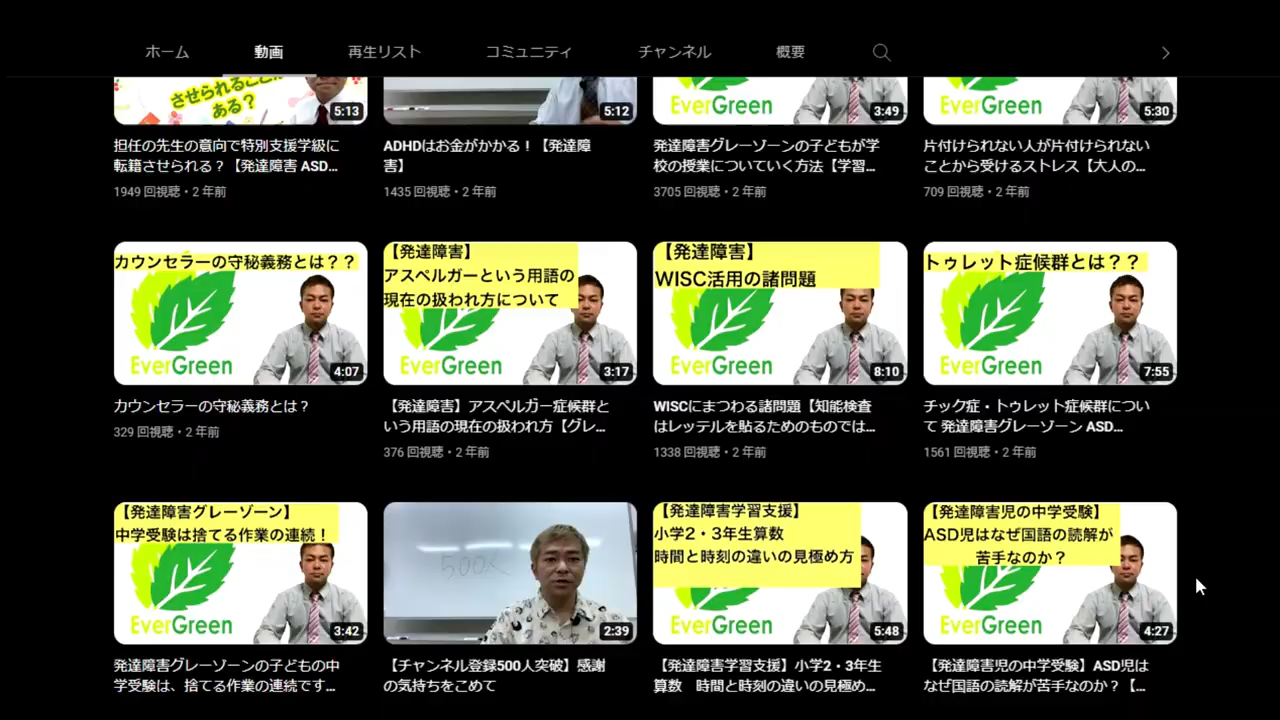 ホーム 動画 再生リスト コミュニティ チャンネル 概要
させられることは
ある？
5:13
5:12
EverGreen
3:49
EverGreen
5:30
担任の先生の意向で特別支援学級に
転籍させられる？【発達障害 ASD...
1949 回視聴・2 年前
ADHDはお金がかかる！【発達障
害】
1435 回視聴・2 年前
発達障害グレーゾーンの子どもが学
校の授業についていく方法【学習...
3705 回視聴・2 年前
片付けられない人が片付けられない
ことから受けるストレス【大人の...
709 回視聴・2 年前
カウンセラーの守秘義務とは？？
EverGreen
4:07
【発達障害】
アスペルガーという用語の
現在の扱われ方について
EverGreen
3:17
【発達障害】
WISC活用の諸問題
EverGreen
8:10
トゥレット症候群とは？？
EverGreen
7:55
カウンセラーの守秘義務とは？
329 回視聴・2 年前
【発達障害】アスペルガー症候群と
いう用語の現在の扱われ方【グレ...
376 回視聴・2 年前
WISCにまつわる諸問題【知能検査
はレッテルを貼るためのものでは...
1338 回視聴・2 年前
チック症・トゥレット症候群につい
て 発達障害グレーゾーン ASD...
1561 回視聴・2 年前
【発達障害グレーゾーン】
中学受験は捨てる作業の連続！
EverGreen
3:42
500人
2:39
【発達障害学習支援】
小学2・3年生算数
時間と時刻の違いの見極め方
EverGreen
5:48
【発達障害児の中学受験】
ASD児はなぜ国語の読解が
苦手なのか？
EverGreen
4:27
発達障害グレーゾーンの子どもの中
学受験は、捨てる作業の連続です...
【チャンネル登録500人突破】感謝
の気持ちをこめて
【発達障害学習支援】小学2・3年生
算数　時間と時刻の違いの見極め...
【発達障害児の中学受験】ASD児は
なぜ国語の読解が苦手なのか？【...